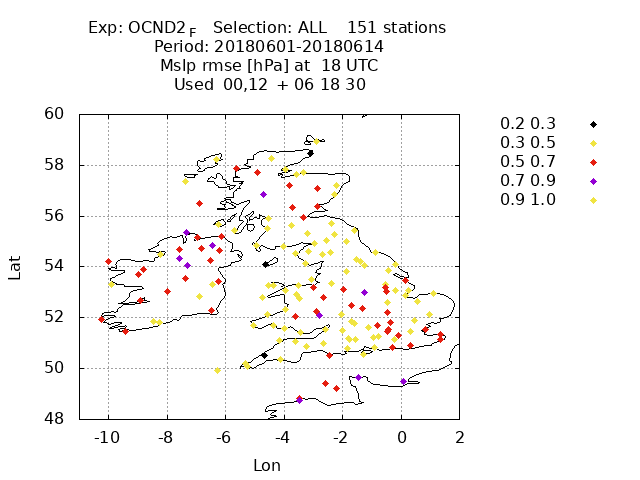 Exp: OCND2 F Selection: ALL 151 stations
Period: 20180601-20180614
Mslp rmse [hPa] at 18 UTC
Used 00,12 + 06 18 30
60
58
56
54
52
50
48
Lat
-10 -8 -6 -4 -2 0 2
Lon
0.2 0.3
0.3 0.5
0.5 0.7
0.7 0.9
0.9 1.0